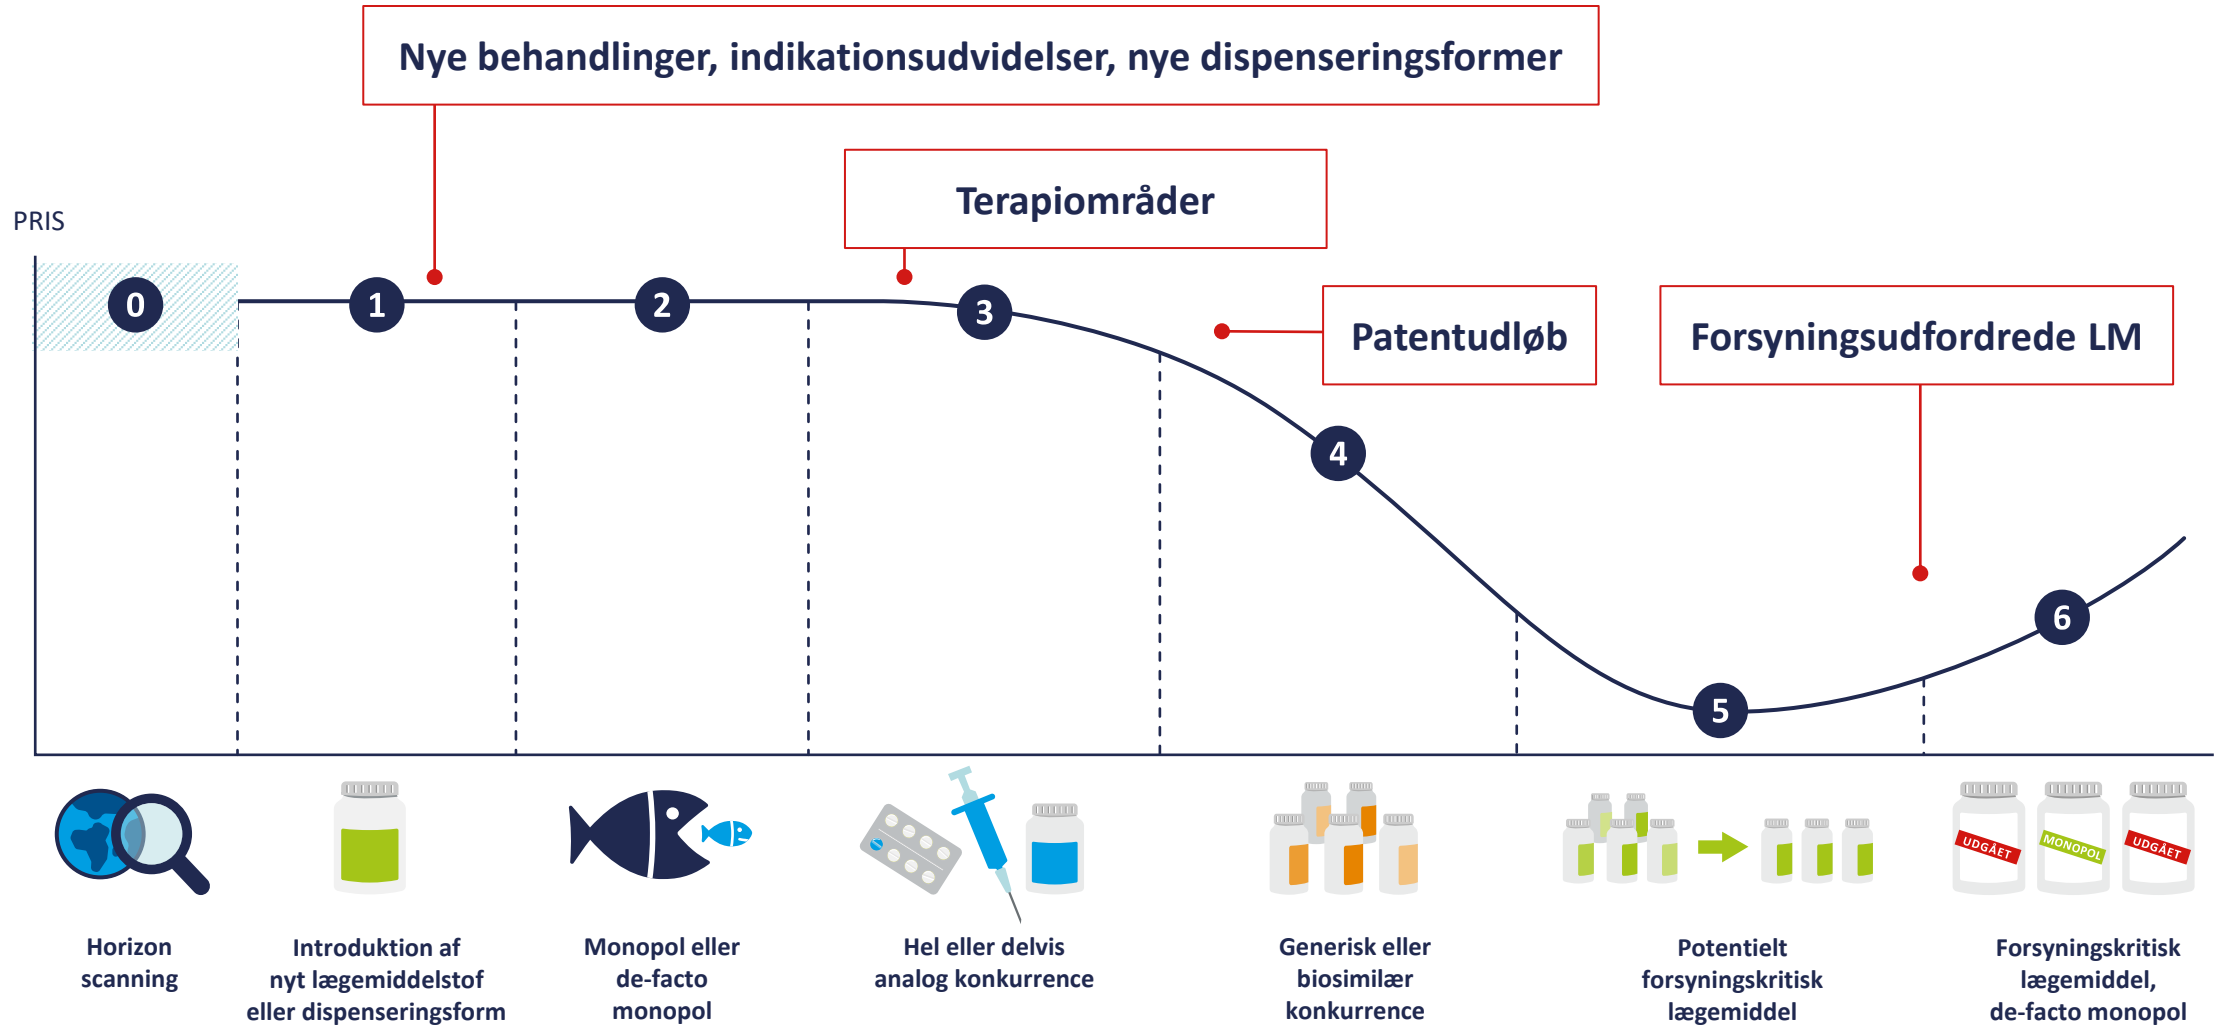 Nye behandlinger, indikationsudvidelser, nye dispenseringsformer
Terapiområder
PRIS
Patentudløb
Forsyningsudfordrede LM
0
1
2
3
4
5
6
UDGÅET
MONOPOL
UDGÅET
Horizon
scanning
Introduktion af
nyt lægemiddelstof
eller dispenseringsform
Monopol eller
de-facto
monopol
Hel eller delvis
analog konkurrence
Generisk eller
biosimilær
konkurrence
Potentielt
forsyningskritisk
lægemiddel
Forsyningskritisk
lægemiddel,
de-facto monopol